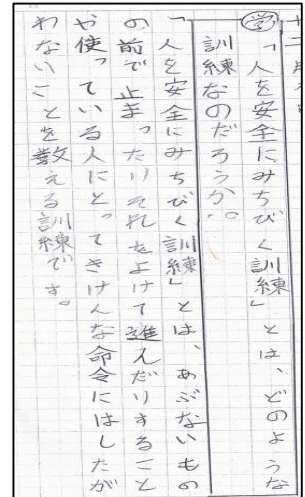 学 「人を安全にみちびく訓練」とは、どのような
訓練なのだろうか。
「人を安全にみちびく訓練」とは、あぶないもの
の前で止まったりそれをよけて進んだりすること
や使っている人にとってきけんな命令にはしたが
わないことを教える訓練です。